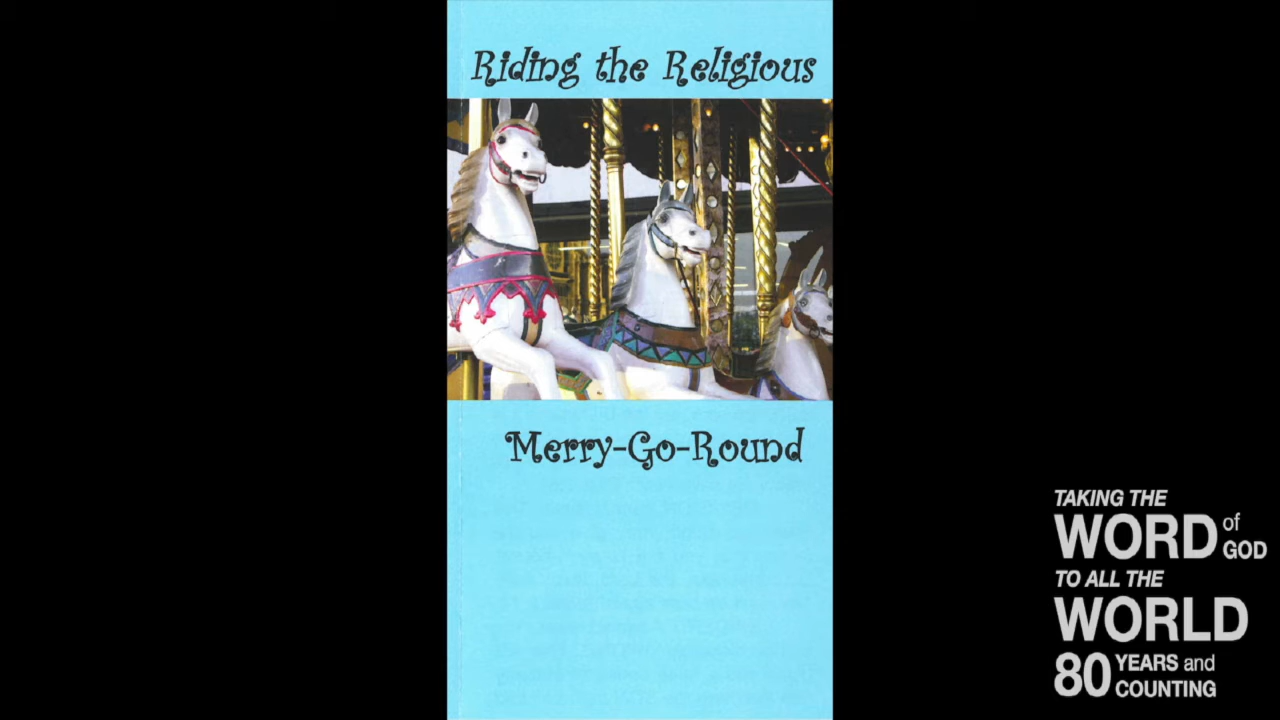 Riding the Religious
Merry-Go-Round
TAKING THE
WORD of GOD
TO ALL THE
WORLD
80 YEARS and COUNTING